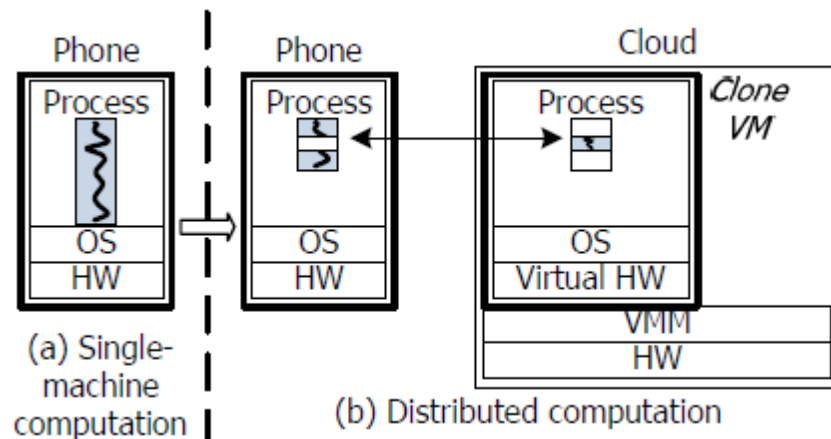 Phone
Process
OS
HW
(a) Single-
machine
computation
Phone
Process
OS
HW
Cloud
Process
Clone
VM
OS
Virtual HW
VMM
HW
(b) Distributed computation